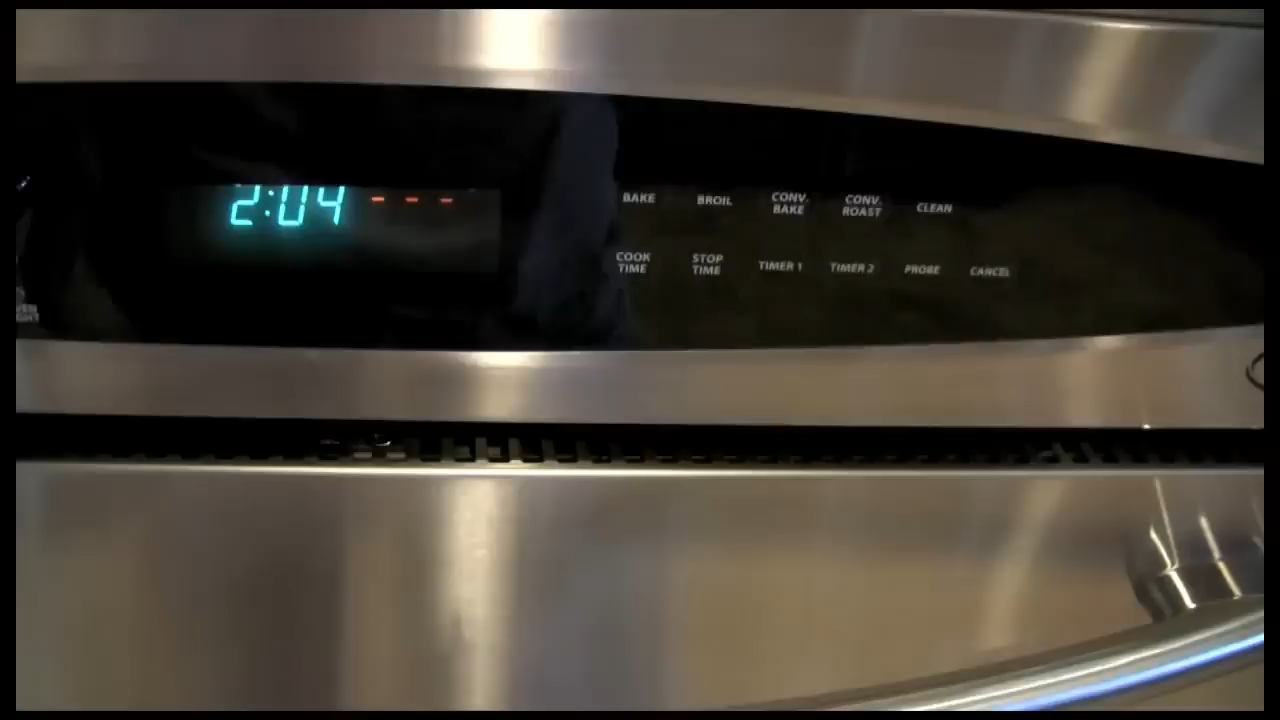 2:04 - - -
BAKE
BROIL
CONV.
BAKE
CONV.
ROAST
CLEAN
COOK
TIME
STOP
TIME
TIMER 1
TIMER 2
PROBE
CANCEL